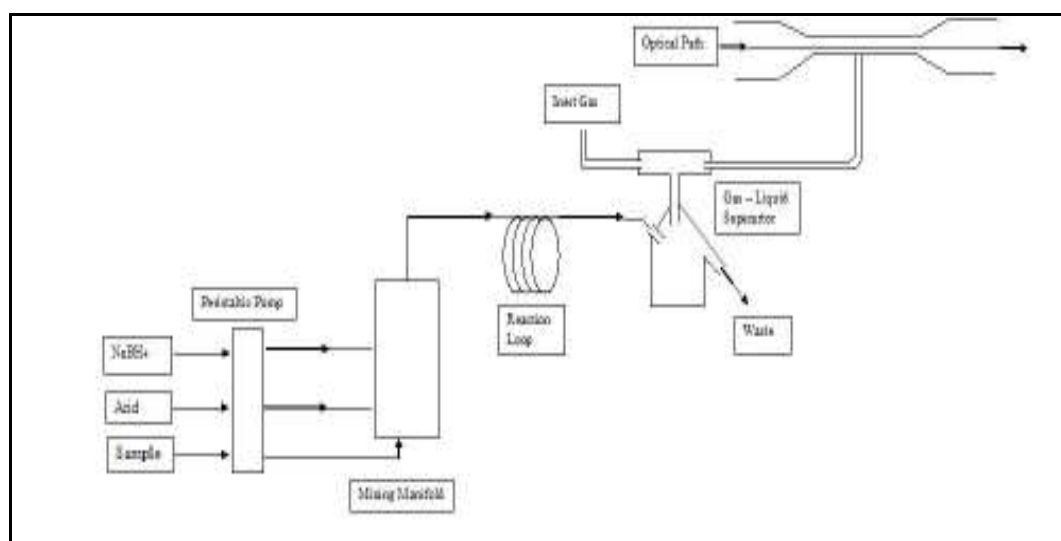 Optical Path
Inert Gas
Gas – Liquid
Separator
Peristaltic Pump
Reaction
Loop
Waste
NaBH4
Acid
Sample
Mixing Manifold